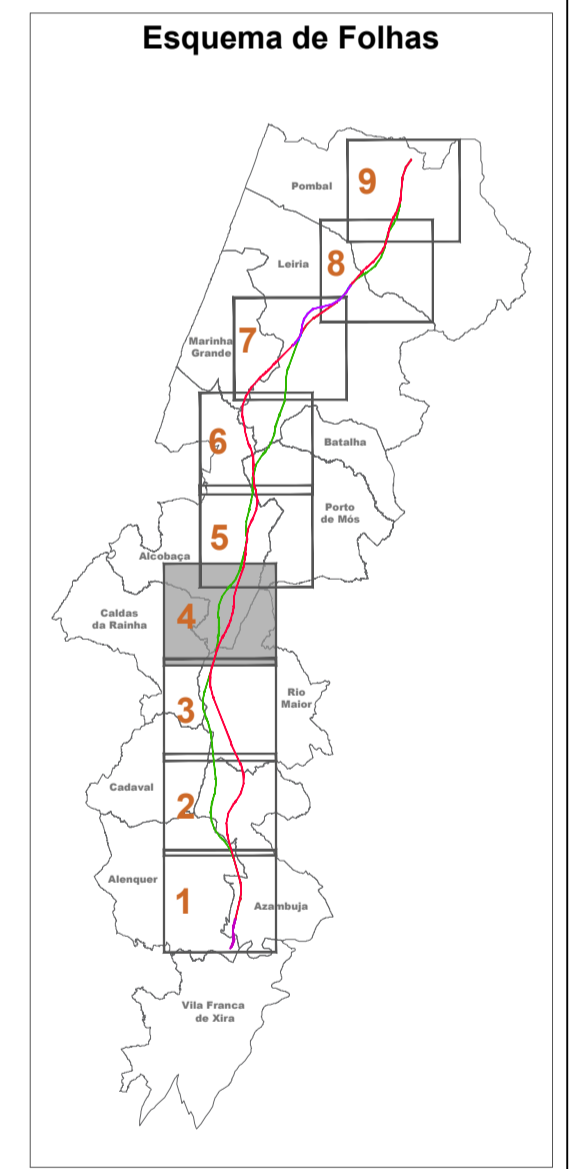 Esquema de Folhas
9
Pombal
8
Leiria
7
Marinha
Grande
6
Batalha
Porto
de Mós
5
Alcobaça
4
Caldas
da Rainha
Rio
Maior
3
Cadaval
2
Alenquer
1
Azambuja
Vila Franca
de Xira